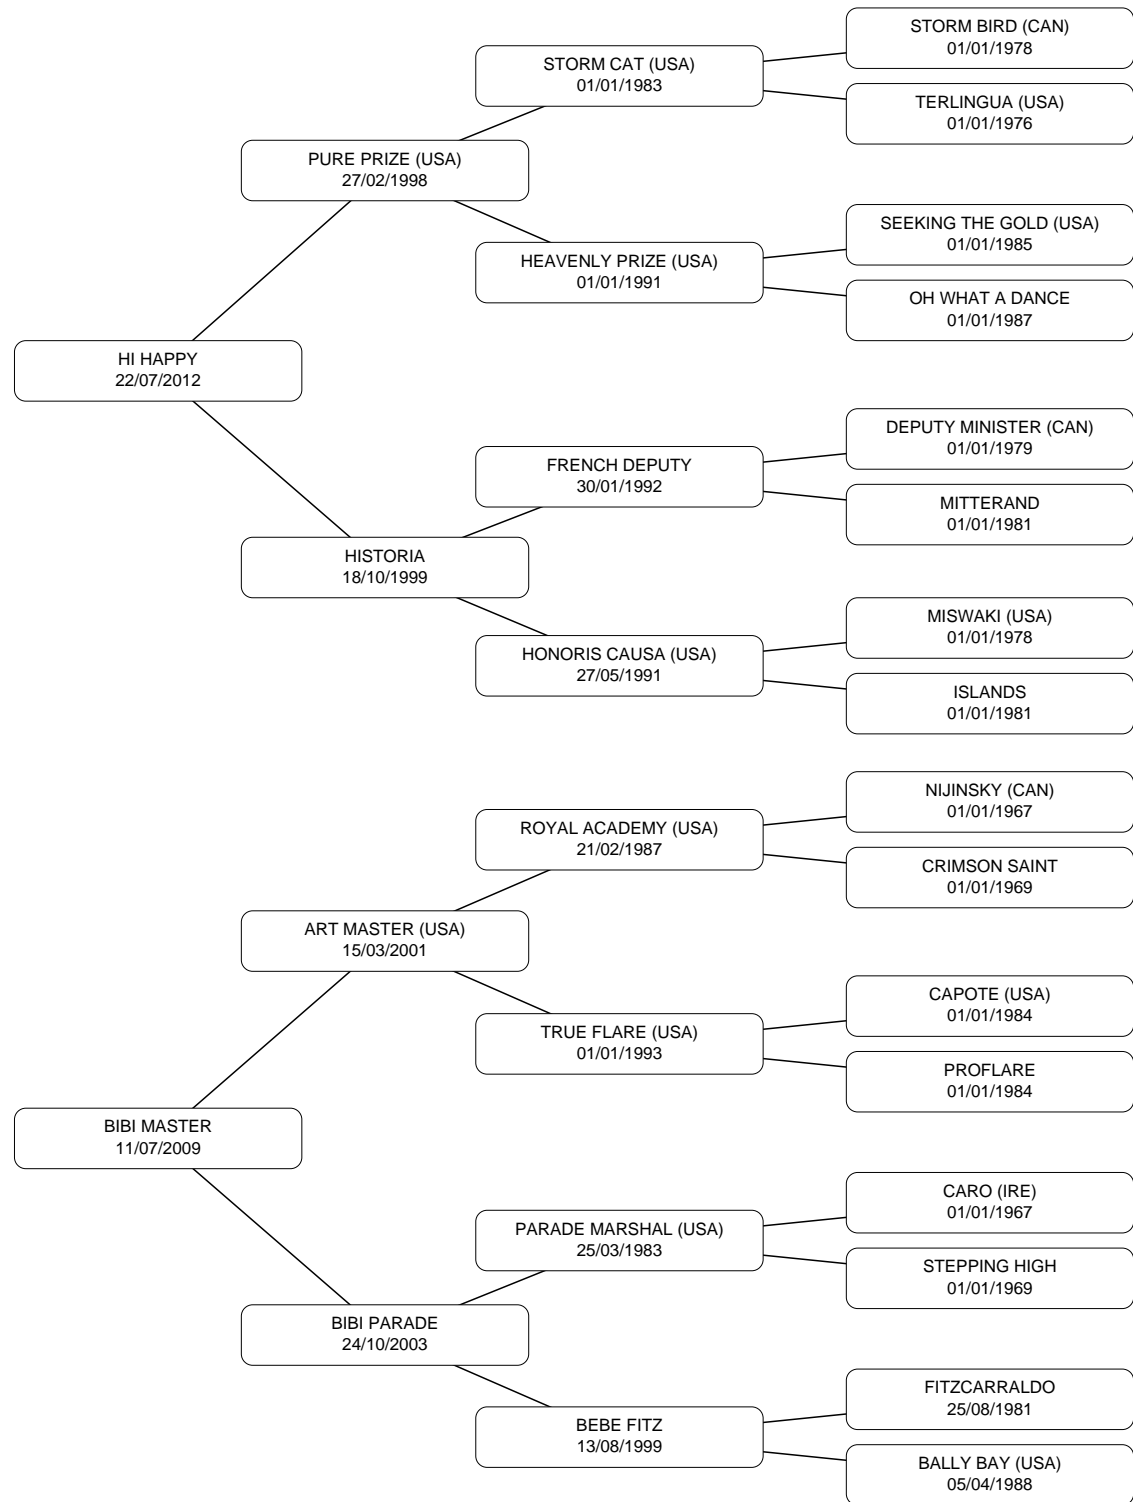 STORM BIRD (CAN)
01/01/1978
STORM CAT (USA)
01/01/1983
TERLINGUA (USA)
01/01/1976
PURE PRIZE (USA)
27/02/1998
SEEKING THE GOLD (USA)
01/01/1985
HEAVENLY PRIZE (USA)
01/01/1991
OH WHAT A DANCE
01/01/1987
HI HAPPY
22/07/2012
DEPUTY MINISTER (CAN)
01/01/1979
FRENCH DEPUTY
30/01/1992
MITTERAND
01/01/1981
HISTORIA
18/10/1999
MISWAKI (USA)
01/01/1978
HONORIS CAUSA (USA)
27/05/1991
ISLANDS
01/01/1981
NIJINSKY (CAN)
01/01/1967
ROYAL ACADEMY (USA)
21/02/1987
CRIMSON SAINT
01/01/1969
ART MASTER (USA)
15/03/2001
CAPOTE (USA)
01/01/1984
TRUE FLARE (USA)
01/01/1993
PROFLARE
01/01/1984
BIBI MASTER
11/07/2009
CARO (IRE)
01/01/1967
PARADE MARSHAL (USA)
25/03/1983
STEPPING HIGH
01/01/1969
BIBI PARADE
24/10/2003
FITZCARRALDO
25/08/1981
BEBE FITZ
13/08/1999
BALLY BAY (USA)
05/04/1988